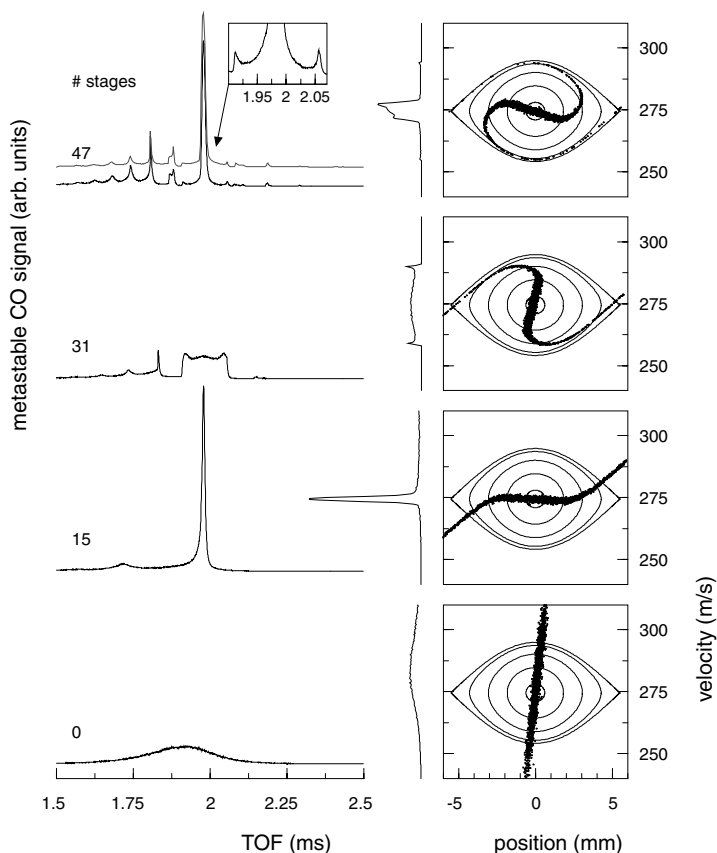 metastable CO signal (arb. units)
# stages
47
31
15
0
1.95 2 2.05
1.5 1.75 2 2.25 2.5
TOF (ms)
300
275
250
300
275
250
300
275
250
300
275
250
-5 0 5
position (mm)
velocity (m/s)